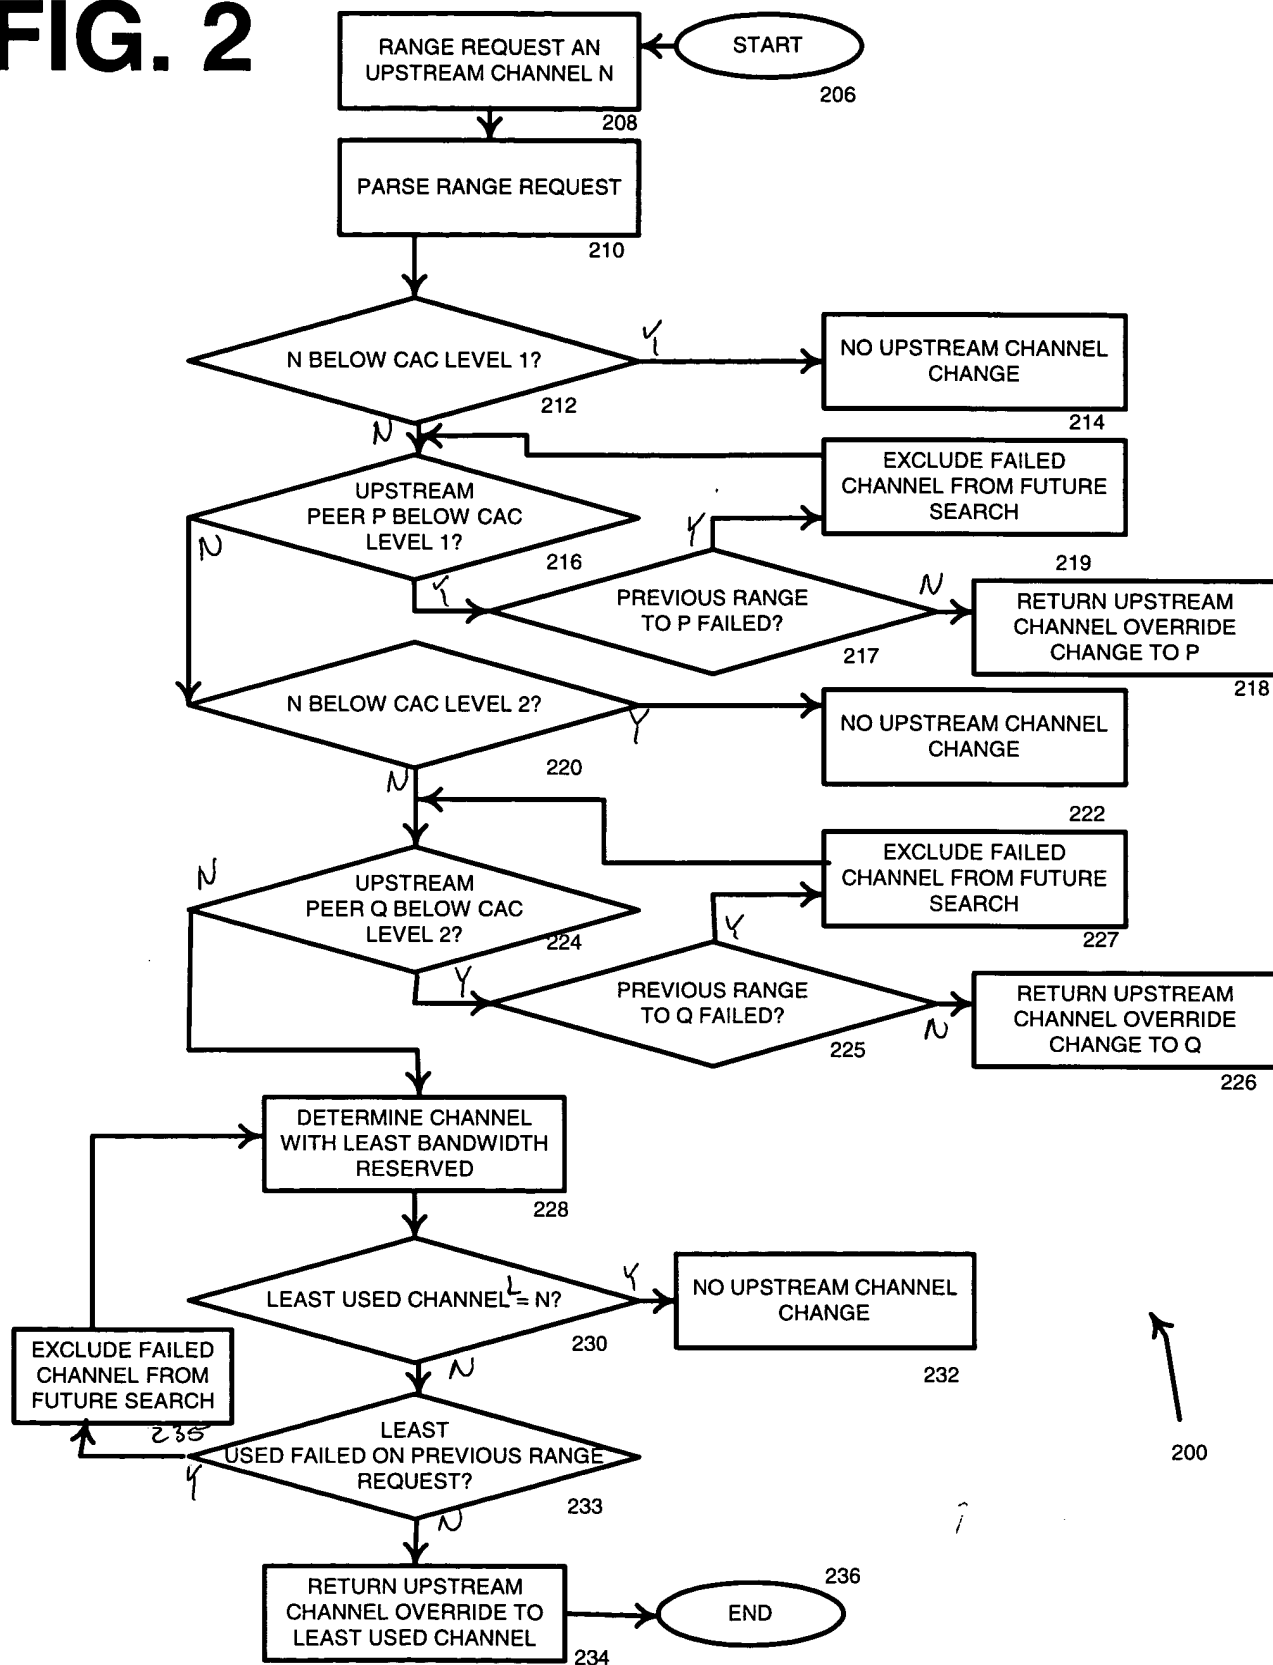 FIG. 2
START
206
RANGE REQUEST AN
UPSTREAM CHANNEL N
208
PARSE RANGE REQUEST
210
N BELOW CAC LEVEL 1?
212
Y
NO UPSTREAM CHANNEL
CHANGE
214
N
UPSTREAM
PEER P BELOW CAC
LEVEL 1?
216
N
Y
EXCLUDE FAILED
CHANNEL FROM FUTURE
SEARCH
219
Y
PREVIOUS RANGE
TO P FAILED?
217
N
RETURN UPSTREAM
CHANNEL OVERRIDE
CHANGE TO P
218
N BELOW CAC LEVEL 2?
220
Y
NO UPSTREAM CHANNEL
CHANGE
222
N
UPSTREAM
PEER Q BELOW CAC
LEVEL 2?
224
N
Y
EXCLUDE FAILED
CHANNEL FROM FUTURE
SEARCH
227
Y
PREVIOUS RANGE
TO Q FAILED?
225
N
RETURN UPSTREAM
CHANNEL OVERRIDE
CHANGE TO Q
226
DETERMINE CHANNEL
WITH LEAST BANDWIDTH
RESERVED
228
LEAST USED CHANNEL L = N?
230
Y
NO UPSTREAM CHANNEL
CHANGE
232
N
EXCLUDE FAILED
CHANNEL FROM
FUTURE SEARCH
235
Y
LEAST
USED FAILED ON PREVIOUS RANGE
REQUEST?
233
N
RETURN UPSTREAM
CHANNEL OVERRIDE TO
LEAST USED CHANNEL
234
END
236
200